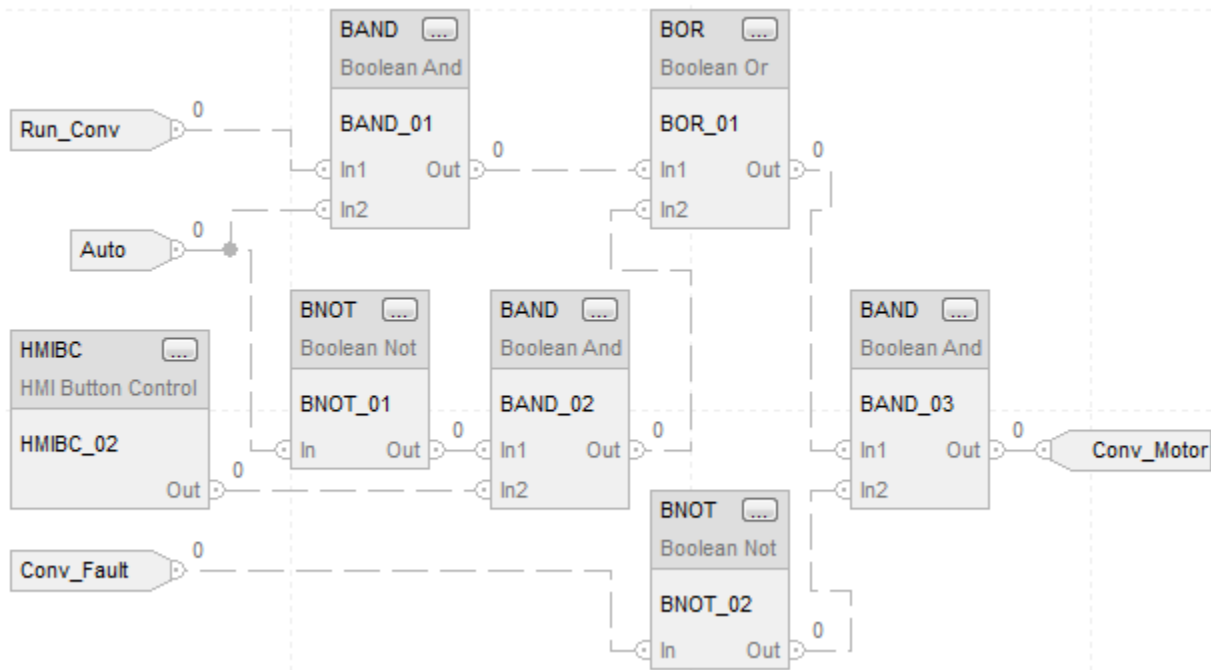 BAND ...
Boolean And
BAND_01
In1 Out 0
In2
BOR ...
Boolean Or
BOR_01
In1 Out 0
In2
Run_Conv 0
Auto 0
HMIBC ...
HMI Button Control
HMIBC_02
Out 0
BNOT ...
Boolean Not
BNOT_01
In Out 0
BAND ...
Boolean And
BAND_02
In1 Out 0
In2
BAND ...
Boolean And
BAND_03
In1 Out 0
In2
Conv_Motor
Conv_Fault 0
BNOT ...
Boolean Not
BNOT_02
In Out 0